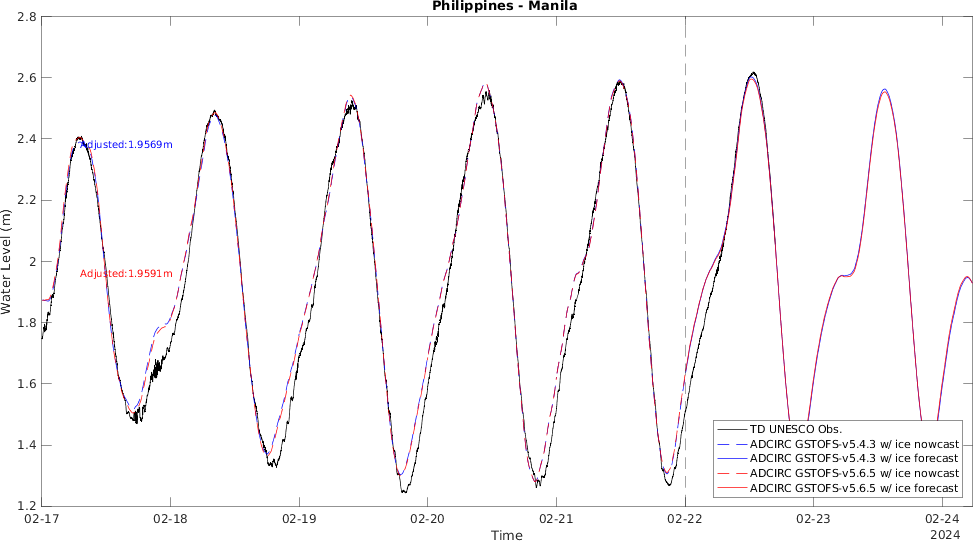 Philippines - Manila
2.8
2.6
2.4
2.2
2
1.8
1.6
1.4
1.2
Water Level (m)
Adjusted:1.9569m
Adjusted:1.9591m
TD UNESCO Obs.
ADCIRC GSTOFS-v5.4.3 w/ ice nowcast
ADCIRC GSTOFS-v5.4.3 w/ ice forecast
ADCIRC GSTOFS-v5.6.5 w/ ice nowcast
ADCIRC GSTOFS-v5.6.5 w/ ice forecast
02-17 02-18 02-19 02-20 02-21 02-22 02-23 02-24
Time
2024